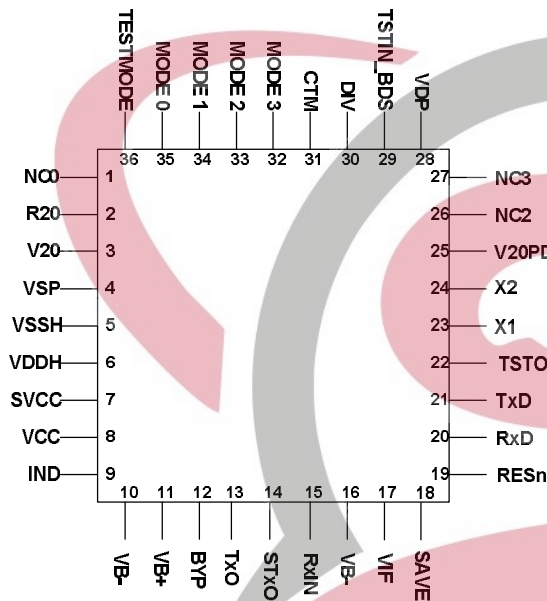 TESTMODE
MODE 0
MODE 1
MODE 2
MODE 3
CTM
DIV
TSTIN_BDS
VDP
36 35 34 33 32 31 30 29 28
NC0 1
R20 2
V20 3
VSP 4
VSSH 5
VDDH 6
SVCC 7
VCC 8
IND 9
27 NC3
26 NC2
25 V20PD
24 X2
23 X1
22 TSTO
21 TxD
20 RxD
19 RESn
10 11 12 13 14 15 16 17 18
VB-
VB+
BYP
TxO
STxO
RxIN
VB-
VIF
SAVE